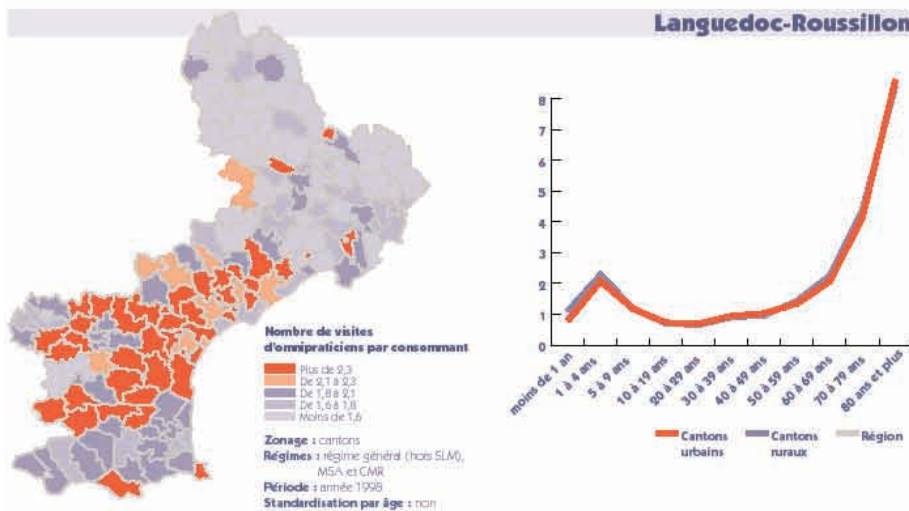 Languedoc-Roussillon
Nombre de visites
d'omnipraticiens par consommant
Plus de 2,3
De 2,1 à 2,3
De 1,8 à 2,1
De 1,6 à 1,8
Moins de 1,6
Zonage : cantons
Régimes : régime général (hors SLM),
MSA et CMR
Période : année 1998
Standardisation par âge : non
8
7
6
5
4
3
2
1
0
moins de 1 an
1 à 4 ans
5 à 9 ans
10 à 19 ans
20 à 29 ans
30 à 39 ans
40 à 49 ans
50 à 59 ans
60 à 69 ans
70 à 79 ans
80 ans et plus
Cantons
urbains
Cantons
ruraux
Région